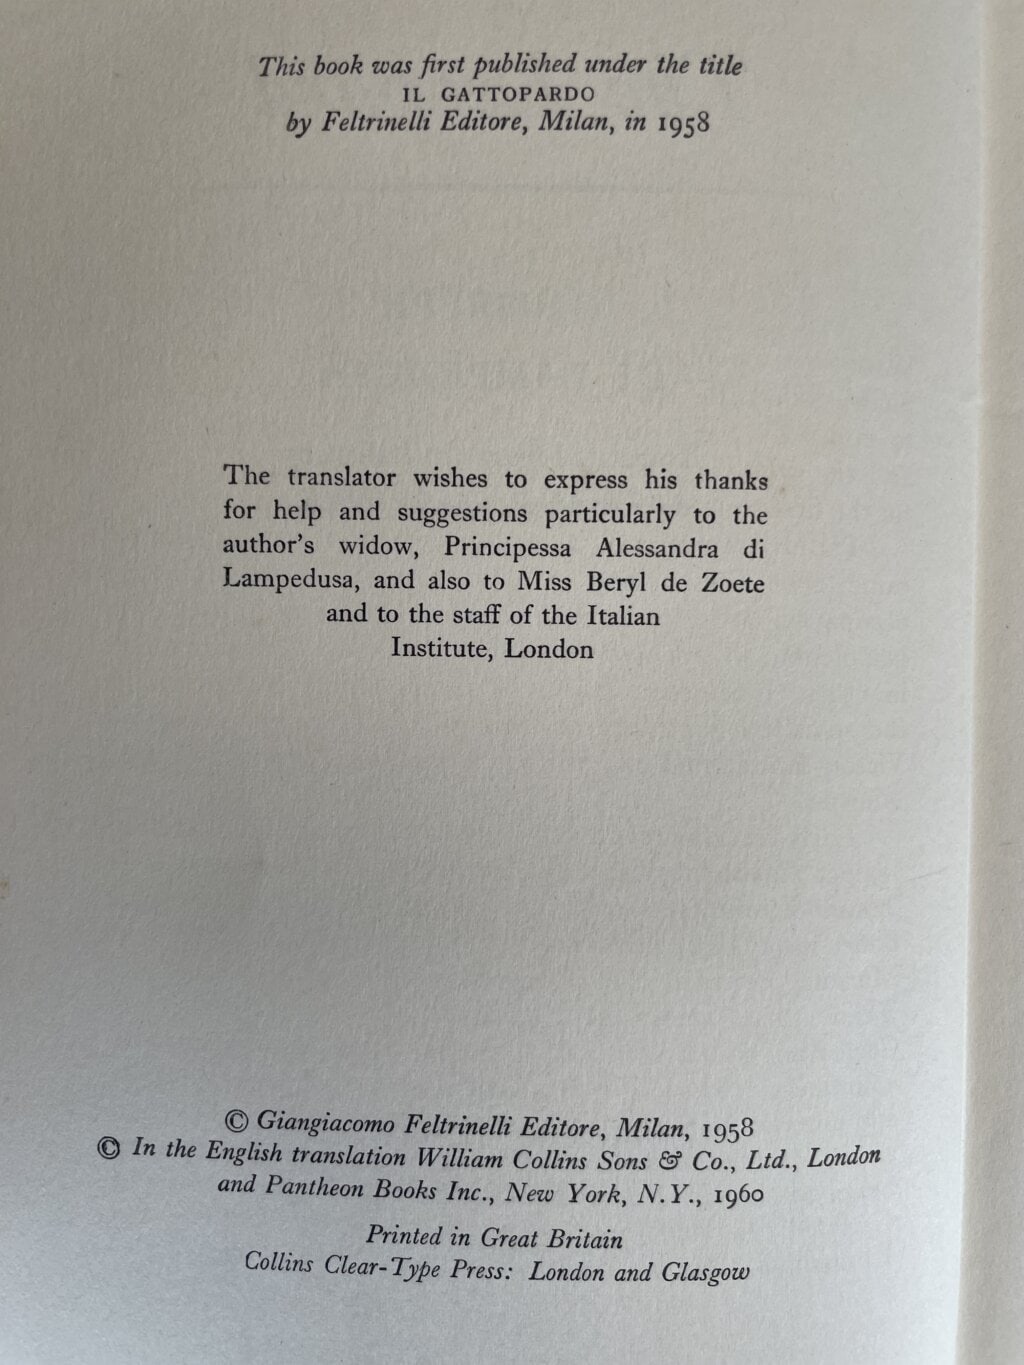 This book was first published under the title
IL GATTOPARDO
by Feltrinelli Editore, Milan, in 1958
The translator wishes to express his thanks
for help and suggestions particularly to the
author's widow, Principessa Alessandra di
Lampedusa, and also to Miss Beryl de Zoete
and to the staff of the Italian
Institute, London
© Giangiacomo Feltrinelli Editore, Milan, 1958
© In the English translation William Collins Sons & Co., Ltd., London
and Pantheon Books Inc., New York, N.Y., 1960
Printed in Great Britain
Collins Clear-Type Press: London and Glasgow